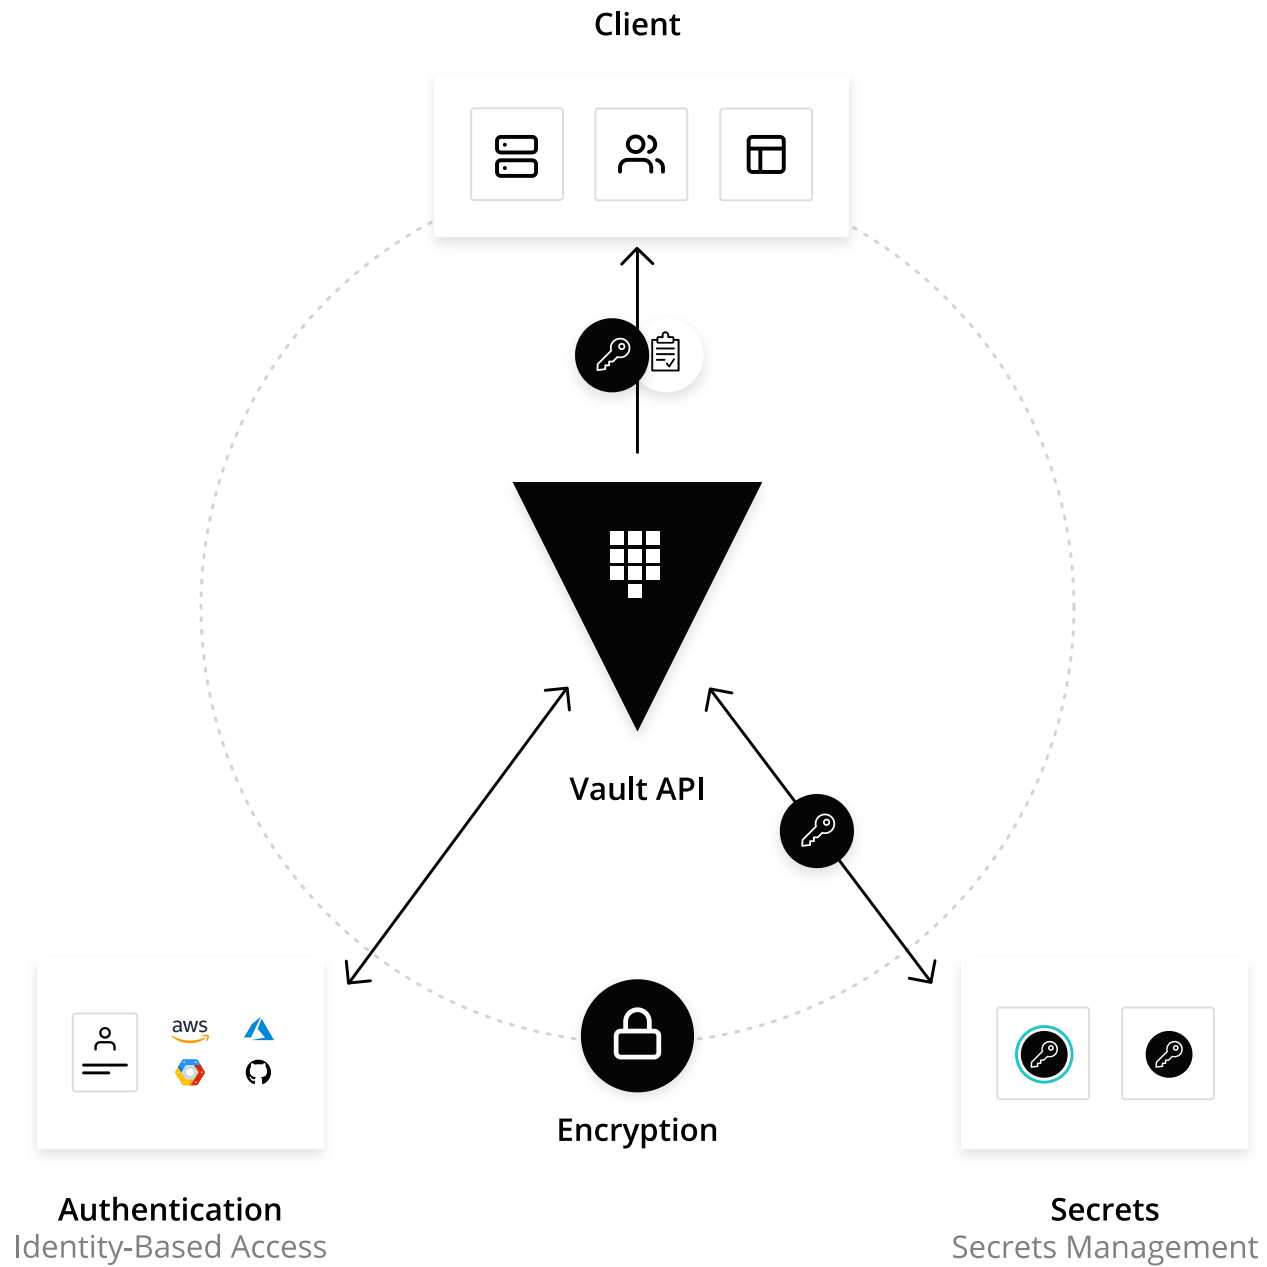 Client
Vault API
aws
Encryption
Authentication
Identity-Based Access
Secrets
Secrets Management